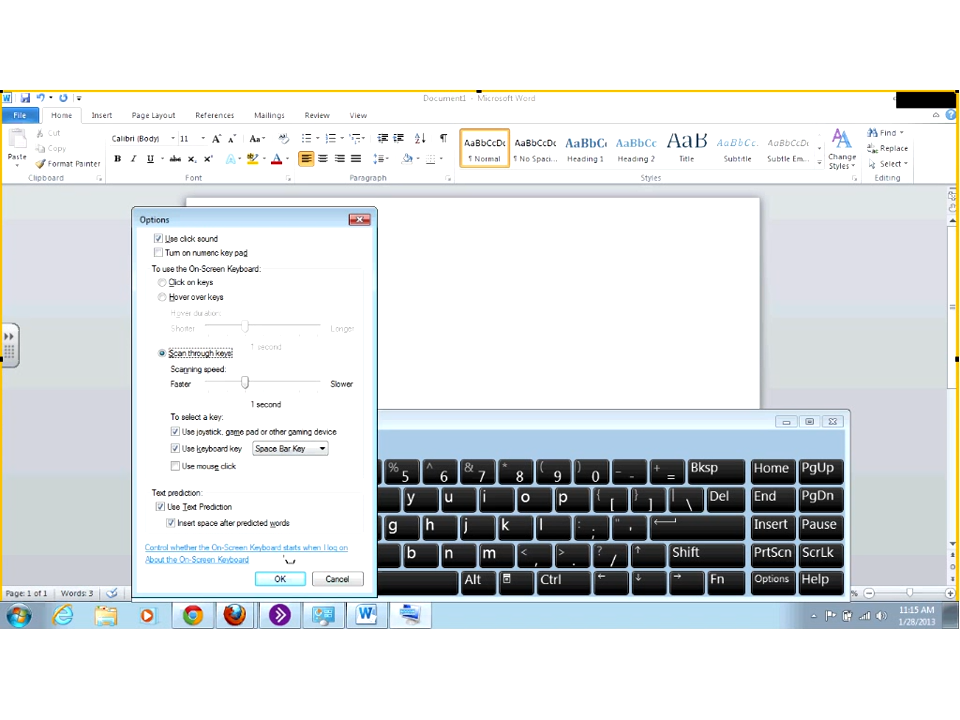 Document1 - Microsoft Word
File Home Insert Page Layout References Mailings Review View
Cut
Copy
Format Painter
Paste
Clipboard
Calibri (Body) 11
Font
Paragraph
AaBbCcDc AaBbCcDc AaBbC AaBbCc AaB AaBbCc. AaBbCcDc
¶ Normal ¶ No Spaci... Heading 1 Heading 2 Title Subtitle Subtle Em...
Change
Styles
Styles
Find
Replace
Select
Editing
Options
Use click sound
Turn on numeric key pad
To use the On-Screen Keyboard:
Click on keys
Hover over keys
Hover duration:
Shorter Longer
1 second
Scan through keys
Scanning speed:
Faster Slower
1 second
To select a key:
Use joystick, game pad or other gaming device
Use Keyboard key Space Bar Key
Use mouse click
Text prediction:
Use Text Prediction
Insert space after predicted words
Control whether the On-Screen Keyboard starts when I log on
About the On-Screen Keyboard
OK Cancel
% 5 ^ 6 & 7 * 8 ( 9 ) 0 _ - + = Bksp Home PgUp
y u i o p { [ } ] | \ Del End PgDn
g h j k l : ; " ' Insert Pause
b n m < , > . ? / Shift PrtScn ScrLk
Alt Ctrl Fn Options Help
Page: 1 of 1 Words: 3
%
11:15 AM
1/28/2013